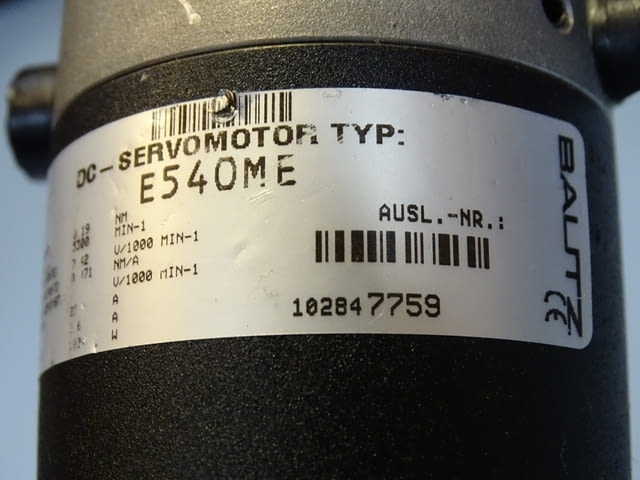 DC-SERVOMOTOR TYP:
E540ME
NM
MIN-1
V/1000 MIN-1
NM/A
V/1000 MIN-1
A
A
W
AUSL.-NR.:
102847759
BAUTZ
CE